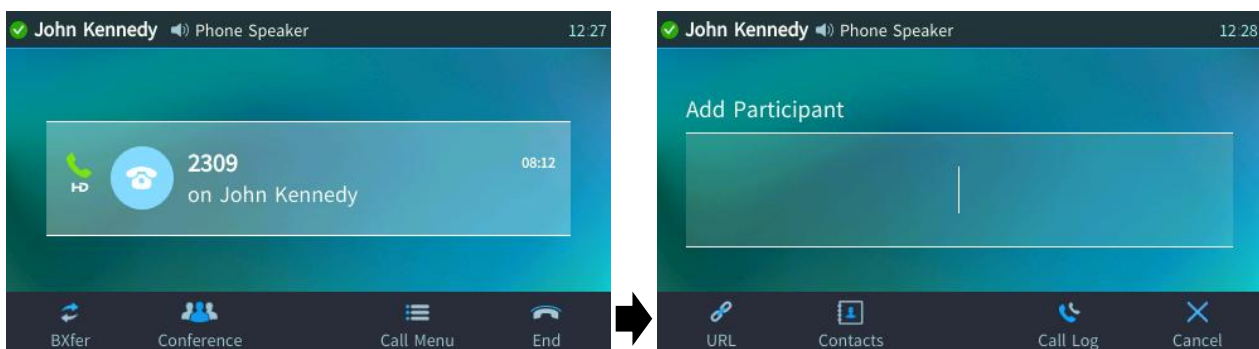 John Kennedy Phone Speaker 12:27
2309 08:12
HD
on John Kennedy
BXfer Conference Call Menu End
John Kennedy Phone Speaker 12:28
Add Participant
URL Contacts Call Log Cancel